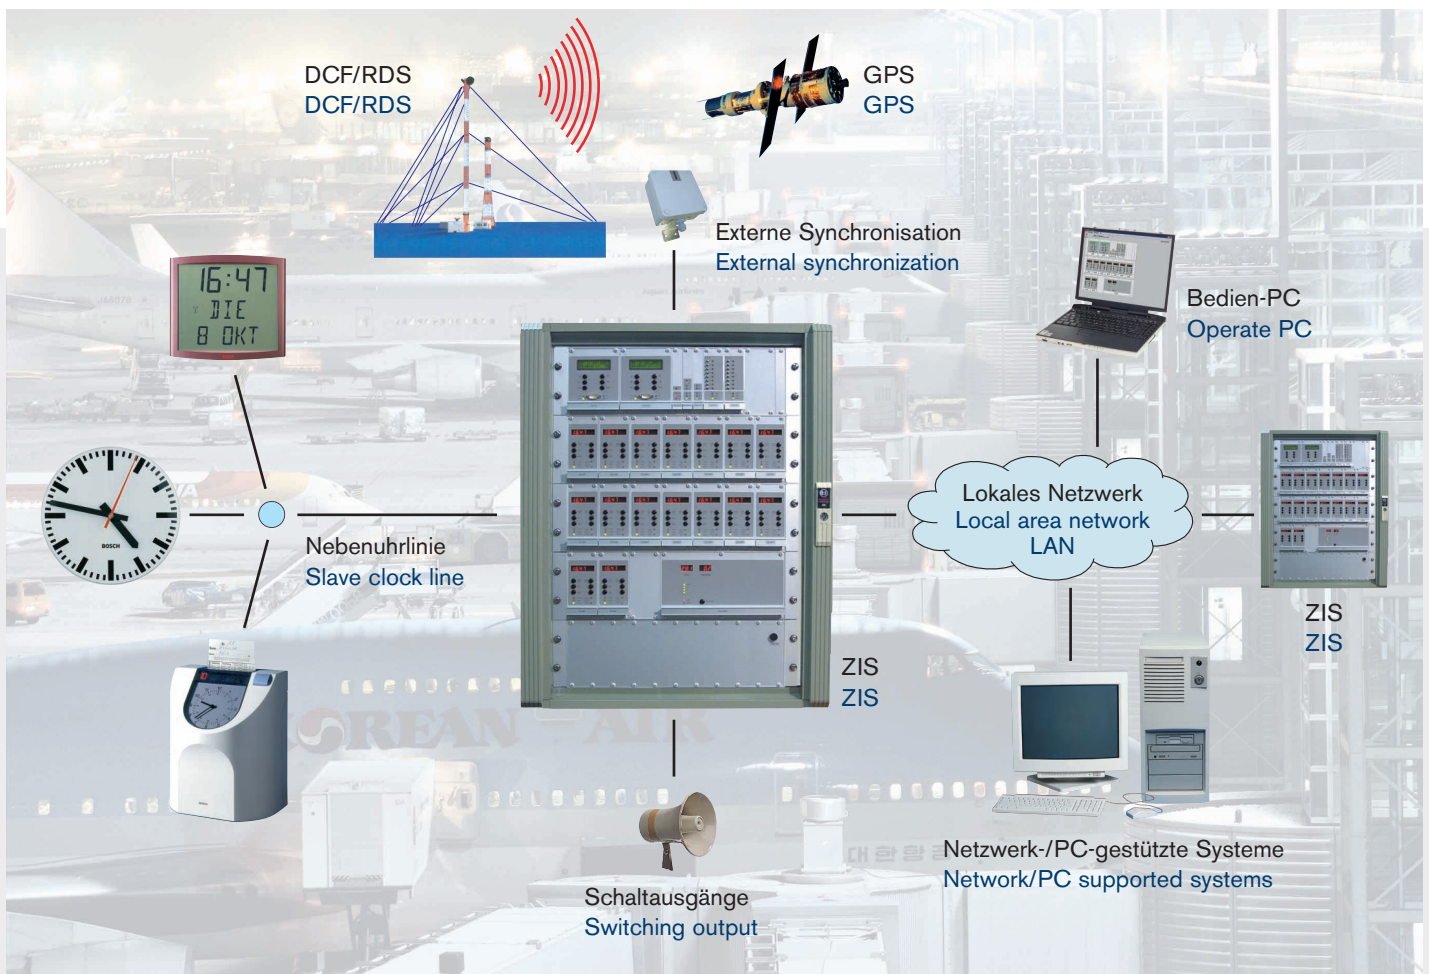 DCF/RDS
DCF/RDS
GPS
GPS
Externe Synchronisation
External synchronization
16:47
DIE
8 OKT
Bedien-PC
Operate PC
Lokales Netzwerk
Local area network
LAN
BOSCH
Nebenuhrlinie
Slave clock line
ZIS
ZIS
ZIS
ZIS
KOREAN AIR
Netzwerk-/PC-gestützte Systeme
Network/PC supported systems
Schaltausgänge
Switching output